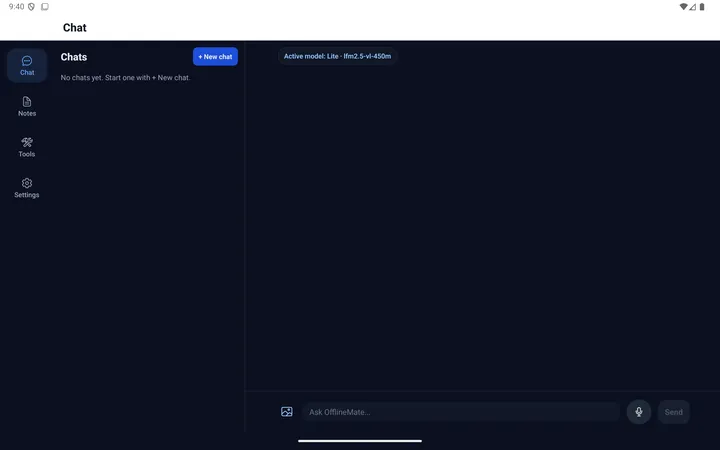 9:40
Chat
Chat
Notes
Tools
Settings
Chats
+ New chat
No chats yet. Start one with + New chat.
Active model: Lite · lfm2.5-vl-450m
Ask OfflineMate...
Send